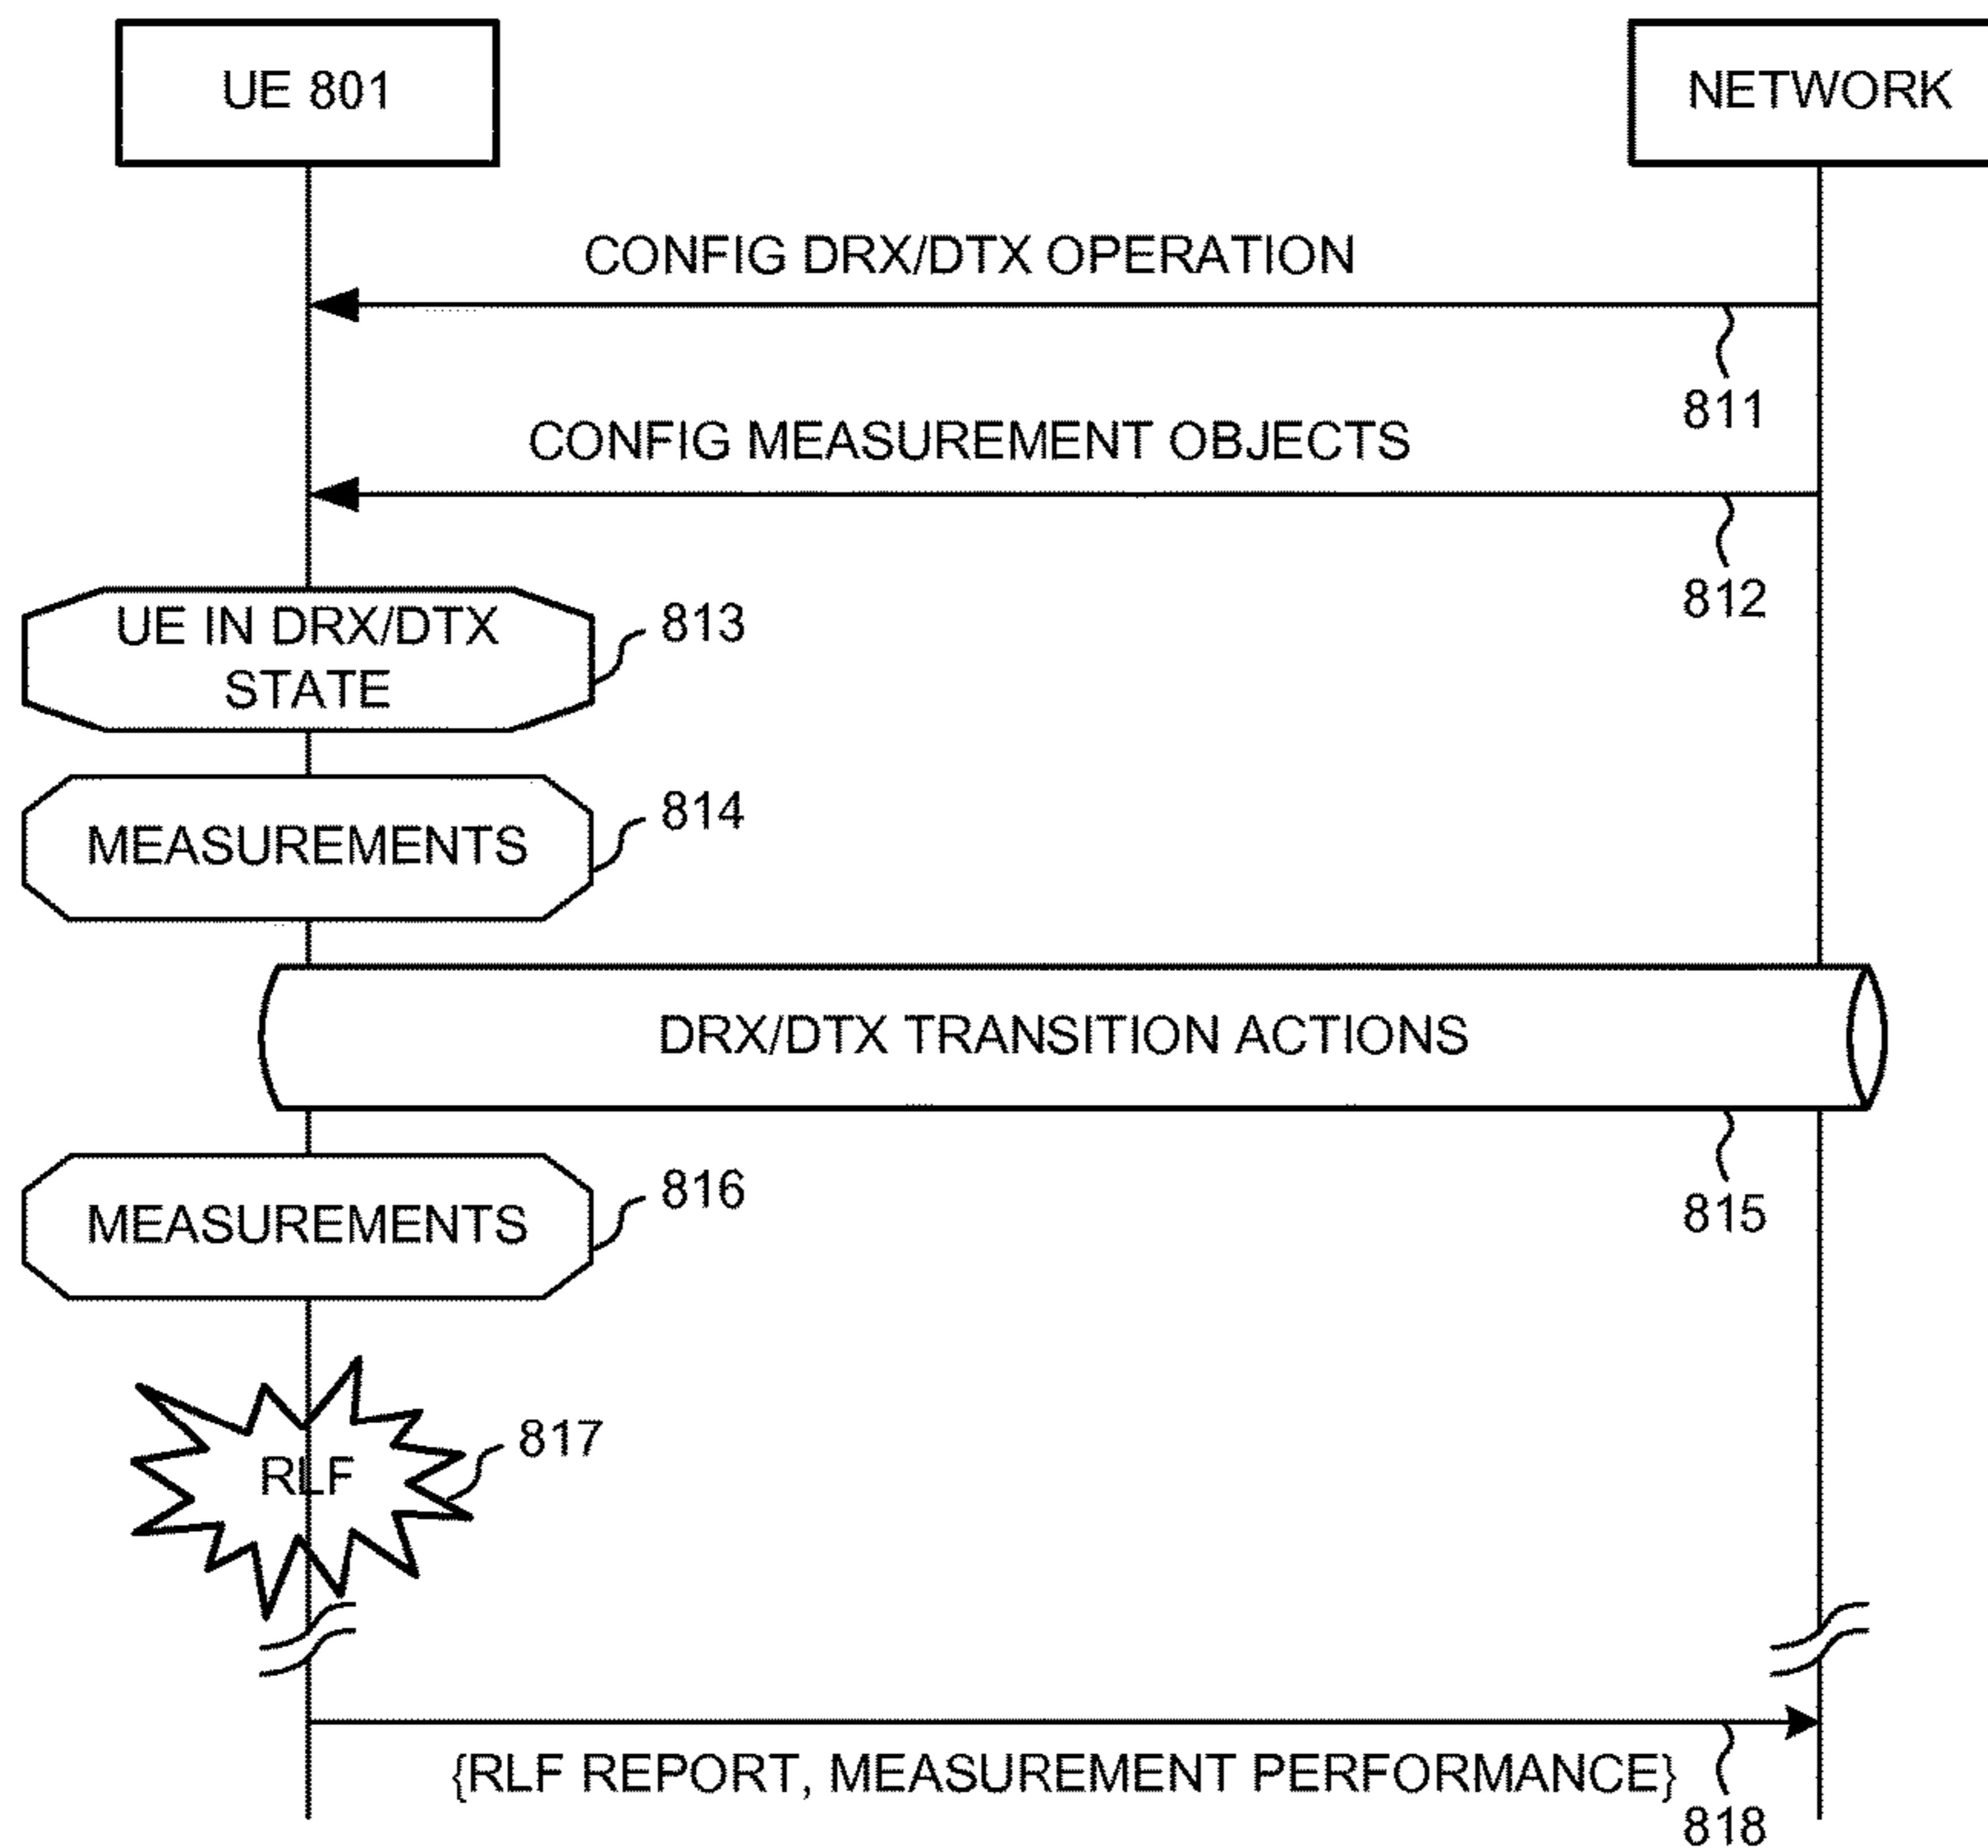 UE 801
NETWORK
CONFIG DRX/DTX OPERATION
811
CONFIG MEASUREMENT OBJECTS
812
UE IN DRX/DTX
STATE
813
MEASUREMENTS
814
DRX/DTX TRANSITION ACTIONS
815
MEASUREMENTS
816
RLF
817
{RLF REPORT, MEASUREMENT PERFORMANCE}
818